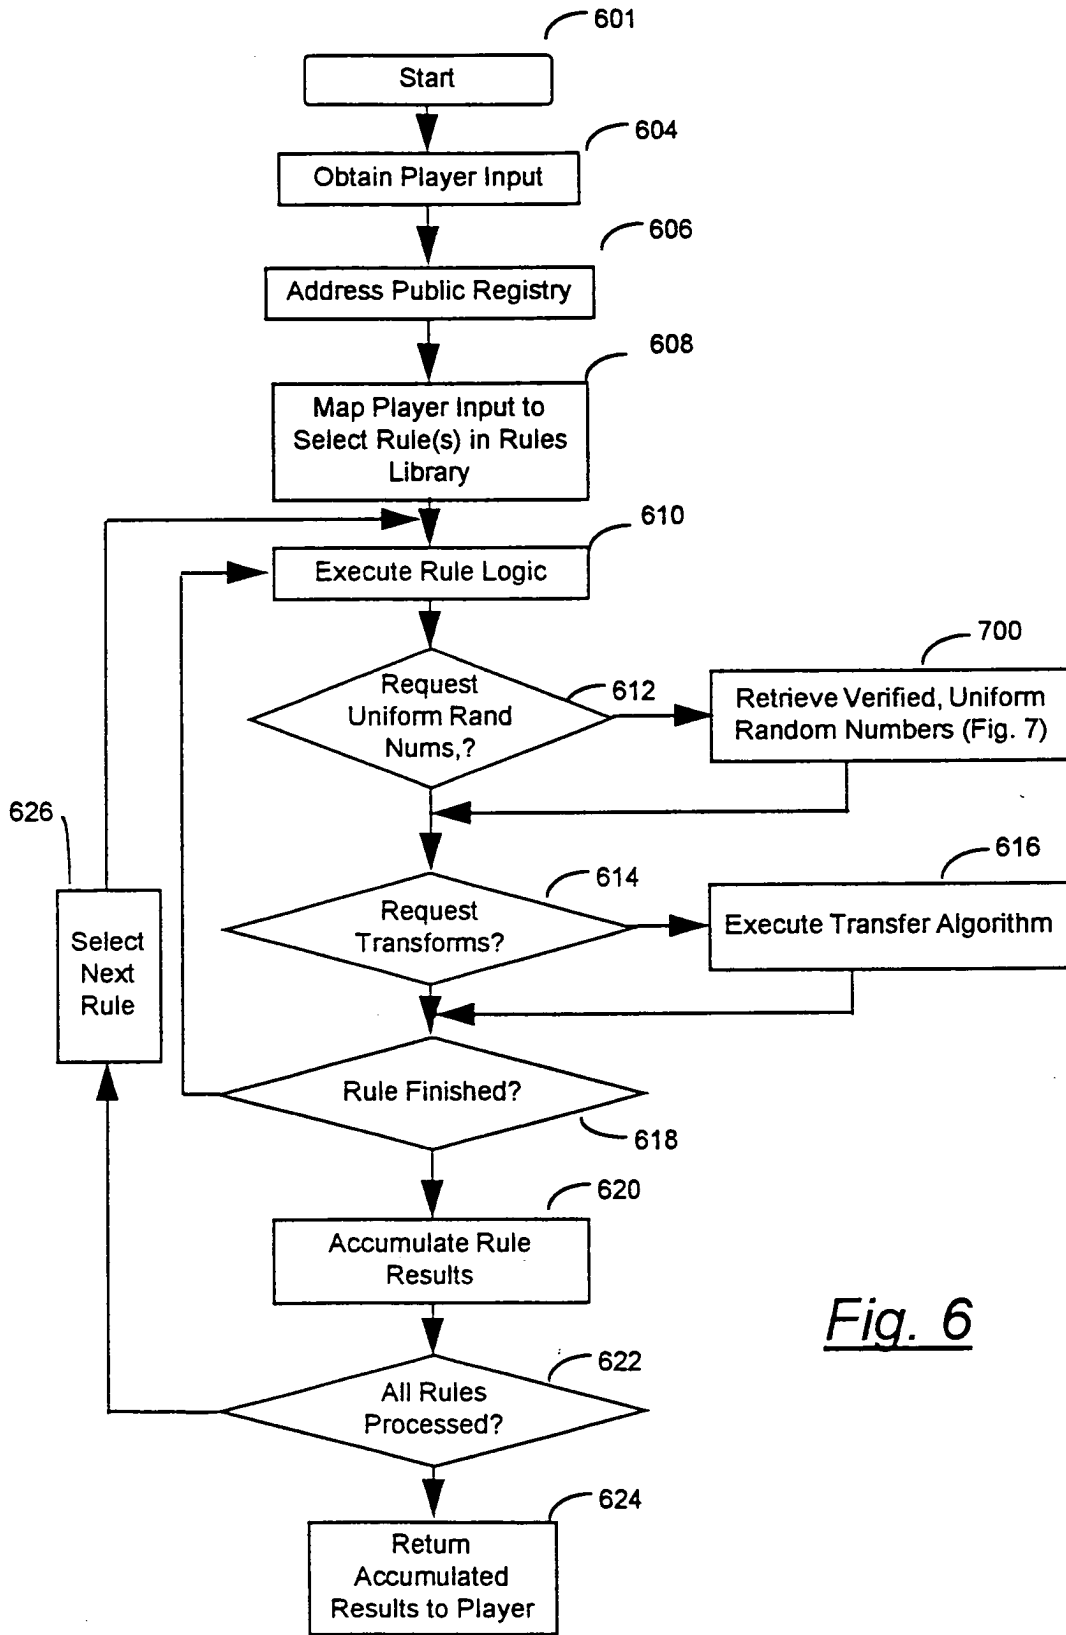 601
Start
604
Obtain Player Input
606
Address Public Registry
608
Map Player Input to
Select Rule(s) in Rules
Library
610
Execute Rule Logic
Request
Uniform Rand
Nums,?
612
700
Retrieve Verified, Uniform
Random Numbers (Fig. 7)
626
Select
Next
Rule
Request
Transforms?
614
616
Execute Transfer Algorithm
Rule Finished?
618
620
Accumulate Rule
Results
All Rules
Processed?
622
624
Return
Accumulated
Results to Player
Fig. 6